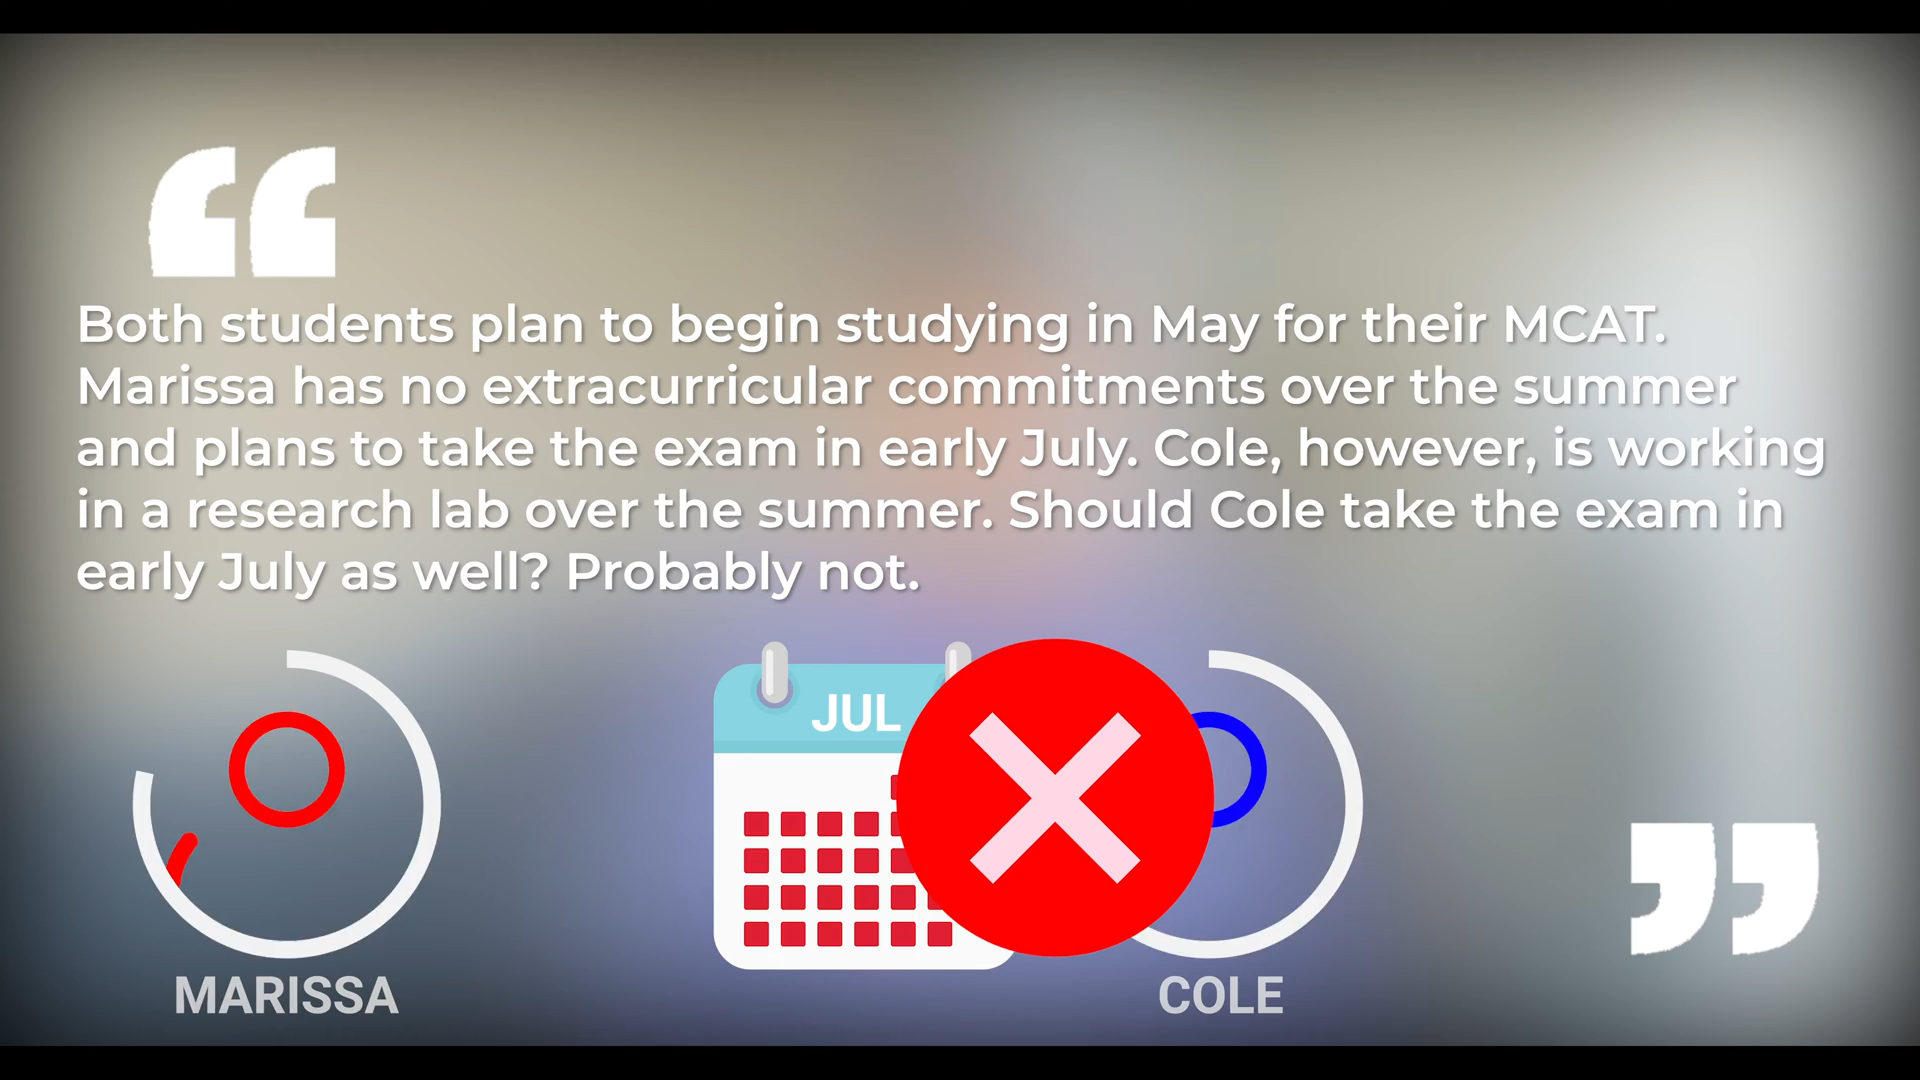 “
Both students plan to begin studying in May for their MCAT.
Marissa has no extracurricular commitments over the summer
and plans to take the exam in early July. Cole, however, is working
in a research lab over the summer. Should Cole take the exam in
early July as well? Probably not.
”
JUL
MARISSA
COLE